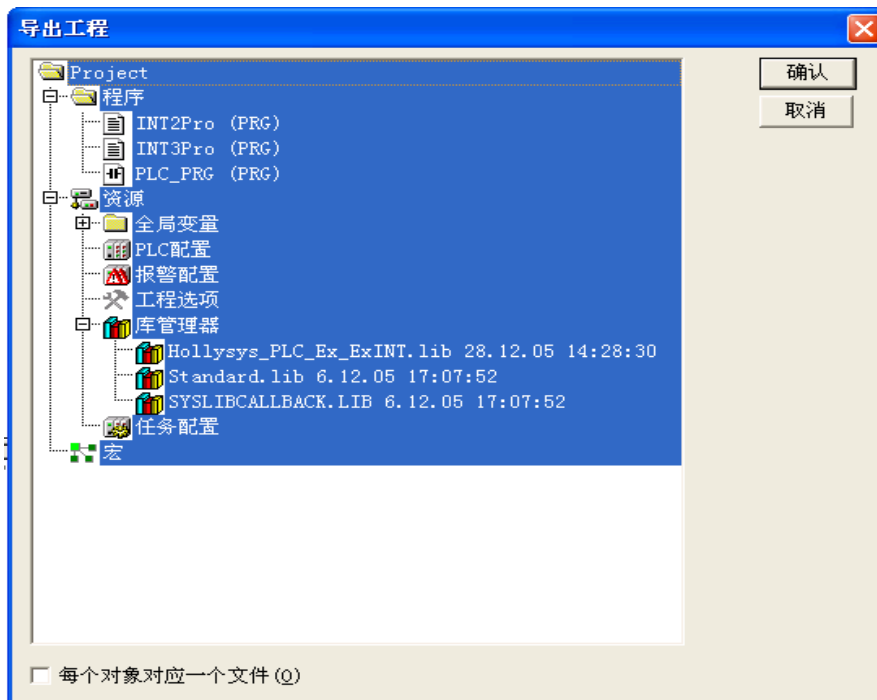 导出工程
Project
确认
程序
取消
INT2Pro (PRG)
INT3Pro (PRG)
PLC_PRG (PRG)
资源
全局变量
PLC配置
报警配置
工程选项
库管理器
Hollysys_PLC_Ex_ExINT.lib 28.12.05 14:28:30
Standard.lib 6.12.05 17:07:52
SYSLIBCALLBACK.LIB 6.12.05 17:07:52
任务配置
宏
每个对象对应一个文件(O)